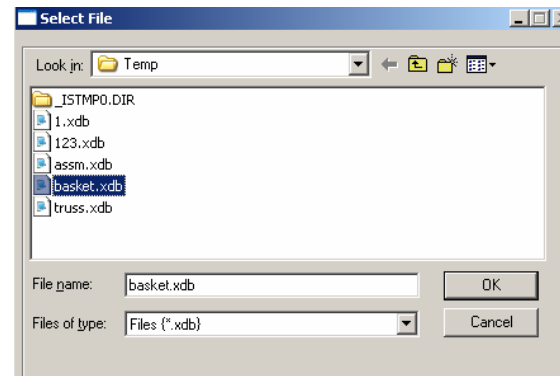 Select File
Look in: Temp
_ISTMP0.DIR
1.xdb
123.xdb
assm.xdb
basket.xdb
truss.xdb
File name: basket.xdb OK
Files of type: Files {*.xdb} Cancel